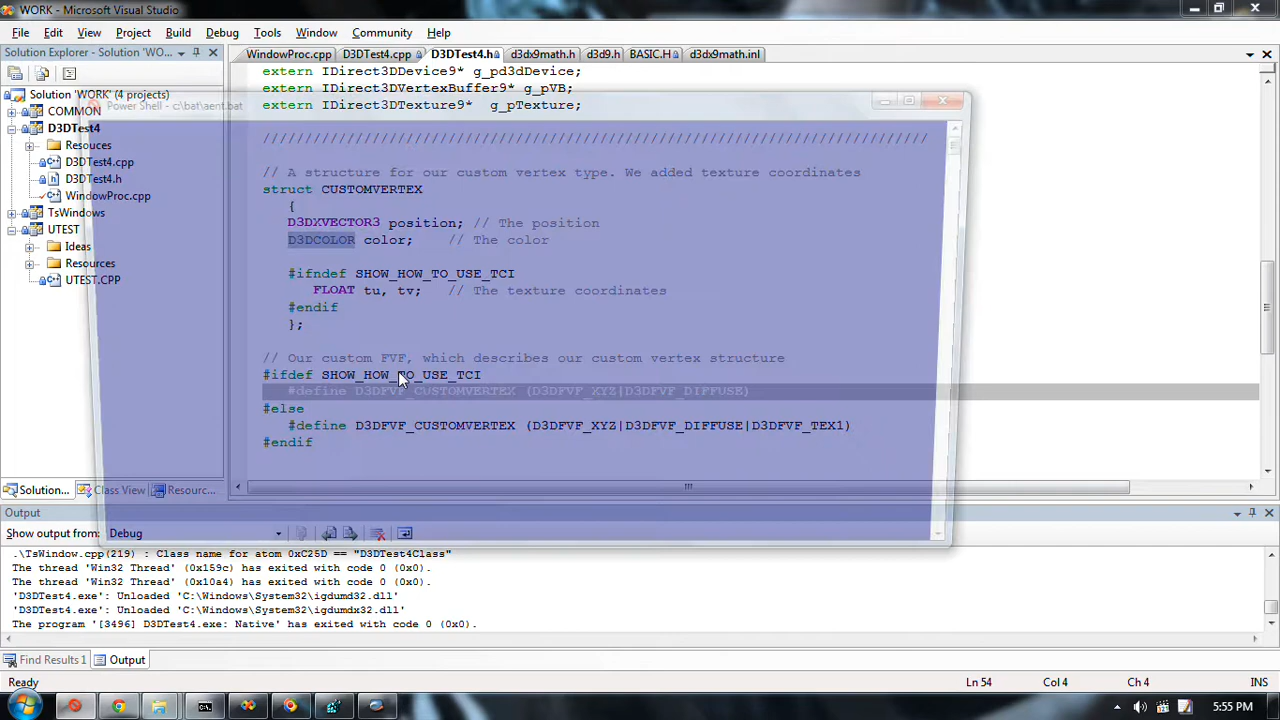 WORK - Microsoft Visual Studio
File Edit View Project Build Debug Tools Window Community Help
Solution Explorer - Solution 'WO...
WindowProc.cpp D3DTest4.cpp D3DTest4.h d3dx9math.h d3d9.h BASIC.H d3dx9math.inl
Solution 'WORK' (4 projects)
COMMON
D3DTest4
Resouces
D3DTest4.cpp
D3DTest4.h
WindowProc.cpp
TsWindows
UTEST
Ideas
Resources
UTEST.CPP
Solution... Class View Resourc...
Power Shell - c:\bat\aent.bat
extern IDirect3DDevice9* g_pd3dDevice;
extern IDirect3DVertexBuffer9* g_pVB;
extern IDirect3DTexture9* g_pTexture;
///////////////////////////////////////////////////////////////////////////////
// A structure for our custom vertex type. We added texture coordinates
struct CUSTOMVERTEX
{
D3DXVECTOR3 position; // The position
D3DCOLOR color; // The color
#ifndef SHOW_HOW_TO_USE_TCI
FLOAT tu, tv; // The texture coordinates
#endif
};
// Our custom FVF, which describes our custom vertex structure
#ifdef SHOW_HOW_TO_USE_TCI
#define D3DFVF_CUSTOMVERTEX (D3DFVF_XYZ|D3DFVF_DIFFUSE)
#else
#define D3DFVF_CUSTOMVERTEX (D3DFVF_XYZ|D3DFVF_DIFFUSE|D3DFVF_TEX1)
#endif
Output
Show output from: Debug
.\TsWindow.cpp(219) : Class name for atom 0xC25D == "D3DTest4Class"
The thread 'Win32 Thread' (0x159c) has exited with code 0 (0x0).
The thread 'Win32 Thread' (0x10a4) has exited with code 0 (0x0).
'D3DTest4.exe': Unloaded 'C:\Windows\System32\igdumdx32.dll'
'D3DTest4.exe': Unloaded 'C:\Windows\System32\igdumd32.dll'
The program '[3496] D3DTest4.exe: Native' has exited with code 0 (0x0).
Find Results 1 Output
Ready Ln 54 Col 4 Ch 4 INS
5:55 PM